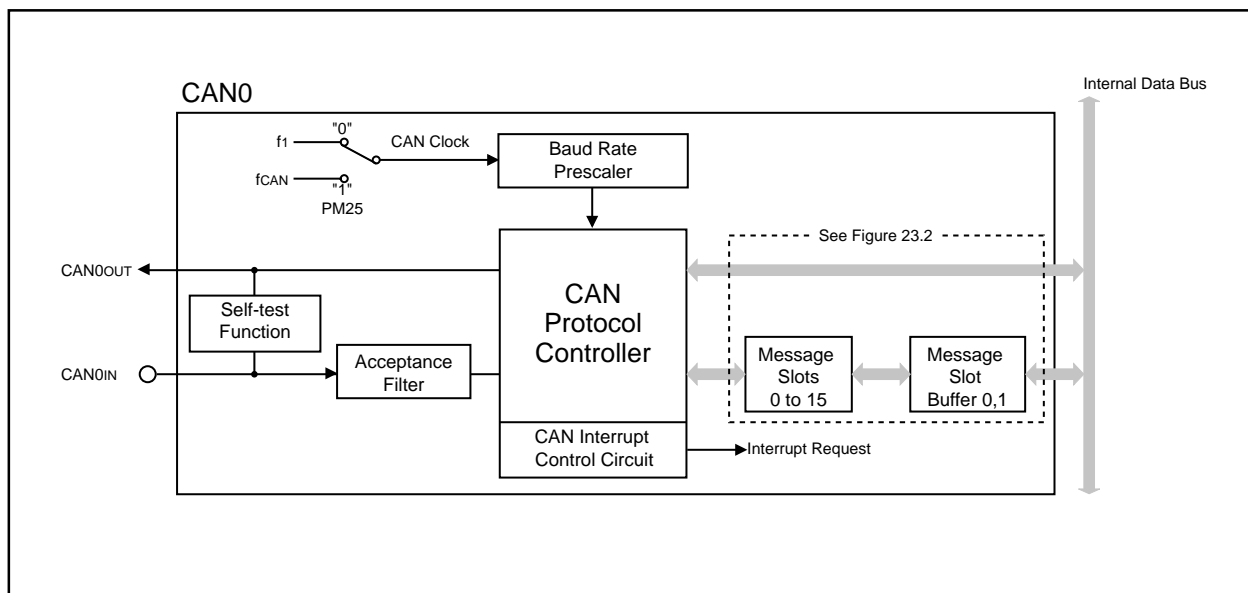 CAN0
Internal Data Bus
"0"
f1
CAN Clock
fCAN
"1"
PM25
Baud Rate
Prescaler
See Figure 23.2
CAN0OUT
Self-test
Function
CAN
Protocol
Controller
CAN0IN
Acceptance
Filter
Message
Slots
0 to 15
Message
Slot
Buffer 0,1
CAN Interrupt
Control Circuit
Interrupt Request